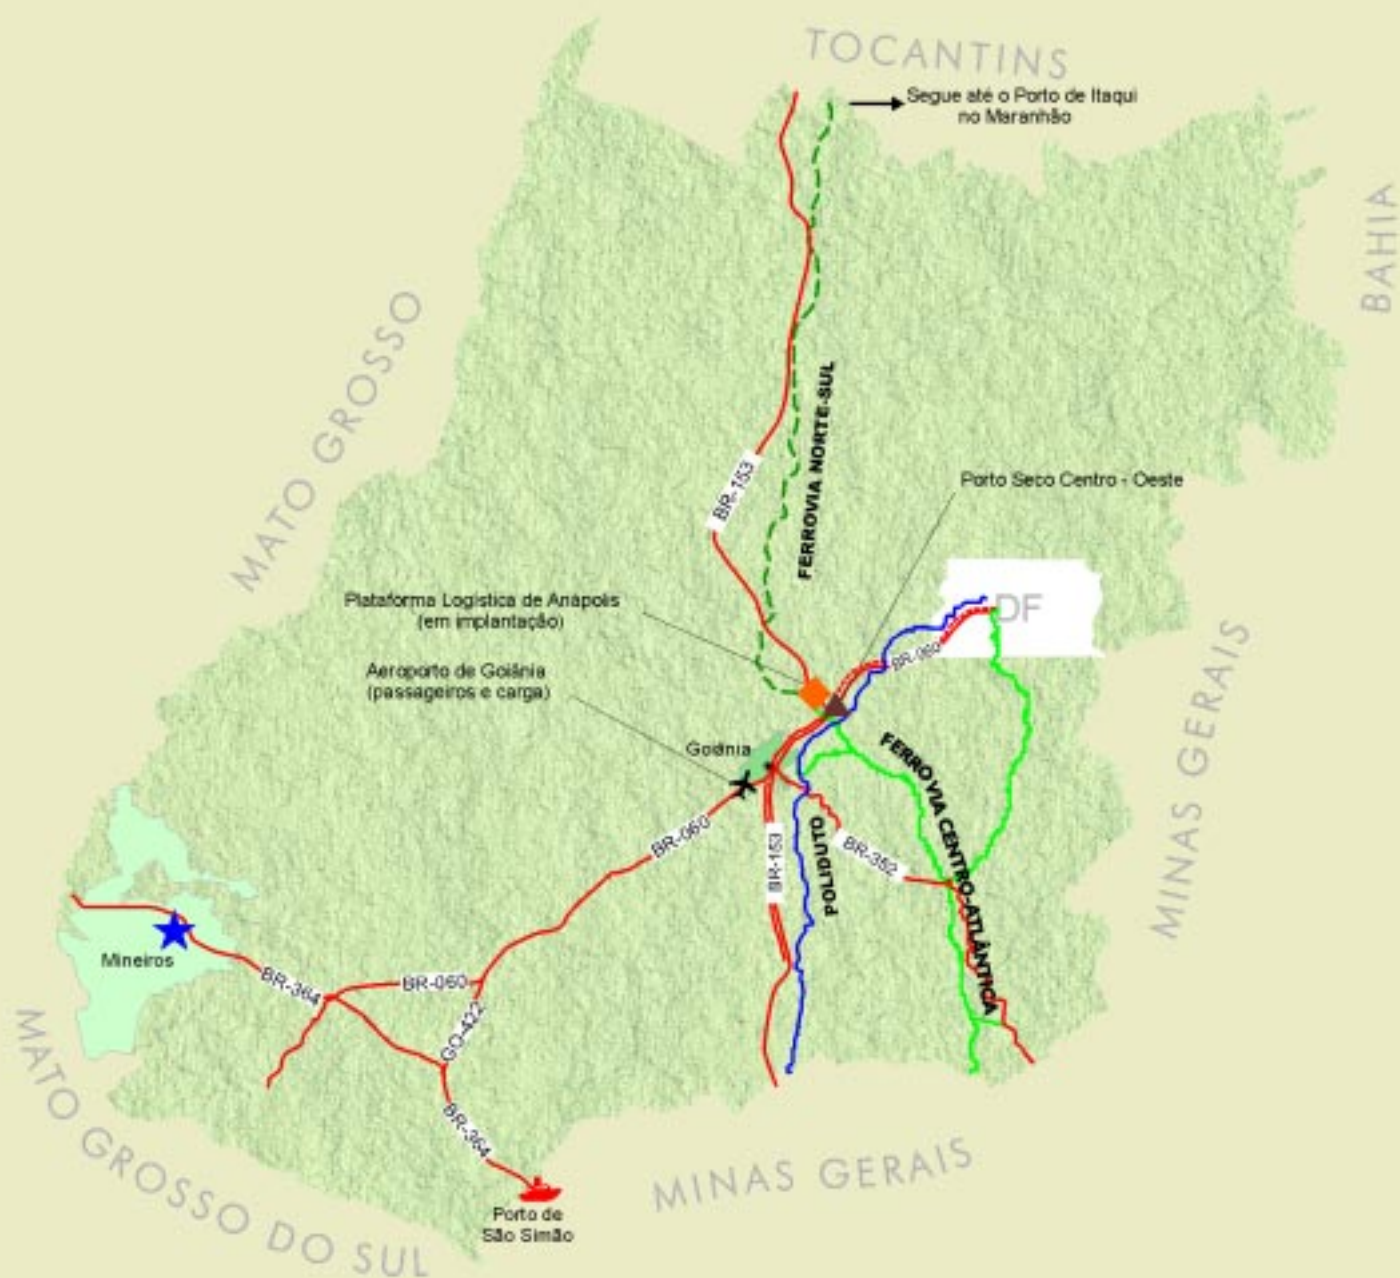 TOCANTINS
Segue até o Porto de Itaqui
no Maranhão
BAHIA
MATO GROSSO
FERROVIA NORTE-SUL
BR-153
Porto Seco Centro - Oeste
Plataforma Logística de Anápolis
(em implantação)
DF
BR-060
Aeroporto de Goiânia
(passageiros e carga)
MINAS GERAIS
Goiânia
FERROVIA CENTRO-ATLÂNTICA
BR-060
BR-153
POLIDUTO
BR-352
Mineiros
BR-364
BR-060
GO-422
MATO GROSSO DO SUL
BR-364
MINAS GERAIS
Porto de
São Simão